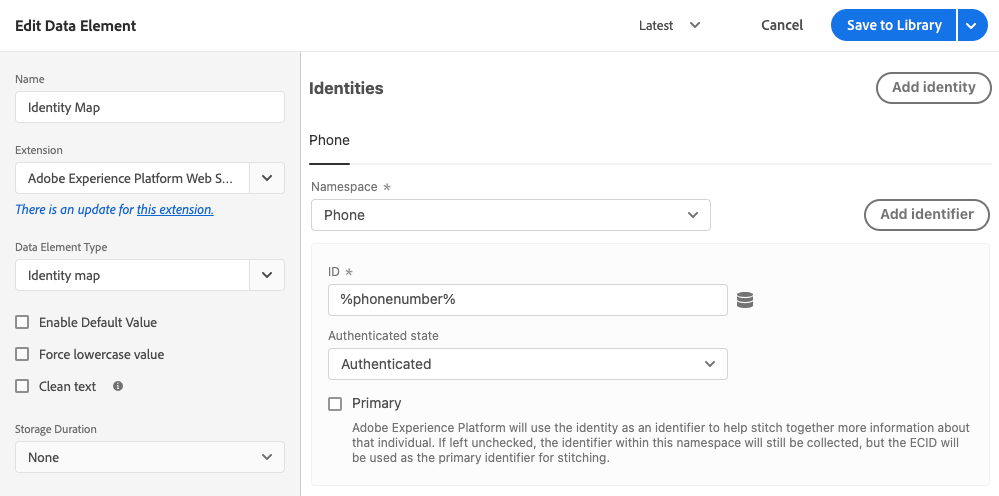 Edit Data Element
Latest
Cancel
Save to Library
Name
Identity Map
Extension
Adobe Experience Platform Web S...
There is an update for this extension.
Data Element Type
Identity map
Enable Default Value
Force lowercase value
Clean text
Storage Duration
None
Identities
Add identity
Phone
Namespace *
Phone
Add identifier
ID *
%phonenumber%
Authenticated state
Authenticated
Primary
Adobe Experience Platform will use the identity as an identifier to help stitch together more information about
that individual. If left unchecked, the identifier within this namespace will still be collected, but the ECID will
be used as the primary identifier for stitching.